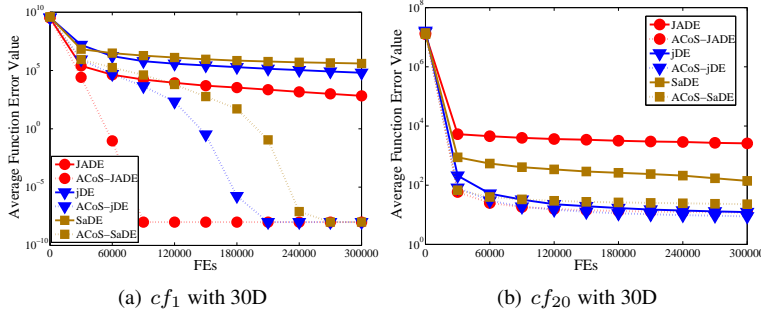 10^10
10^5
10^0
10^-5
10^-10
Average Function Error Value
JADE
ACoS-JADE
jDE
ACoS-jDE
SaDE
ACoS-SaDE
0 60000 120000 180000 240000 300000
FEs
(a) cf1 with 30D
10^8
10^6
10^4
10^2
10^0
Average Function Error Value
JADE
ACoS-JADE
jDE
ACoS-jDE
SaDE
ACoS-SaDE
0 60000 120000 180000 240000 300000
FEs
(b) cf20 with 30D